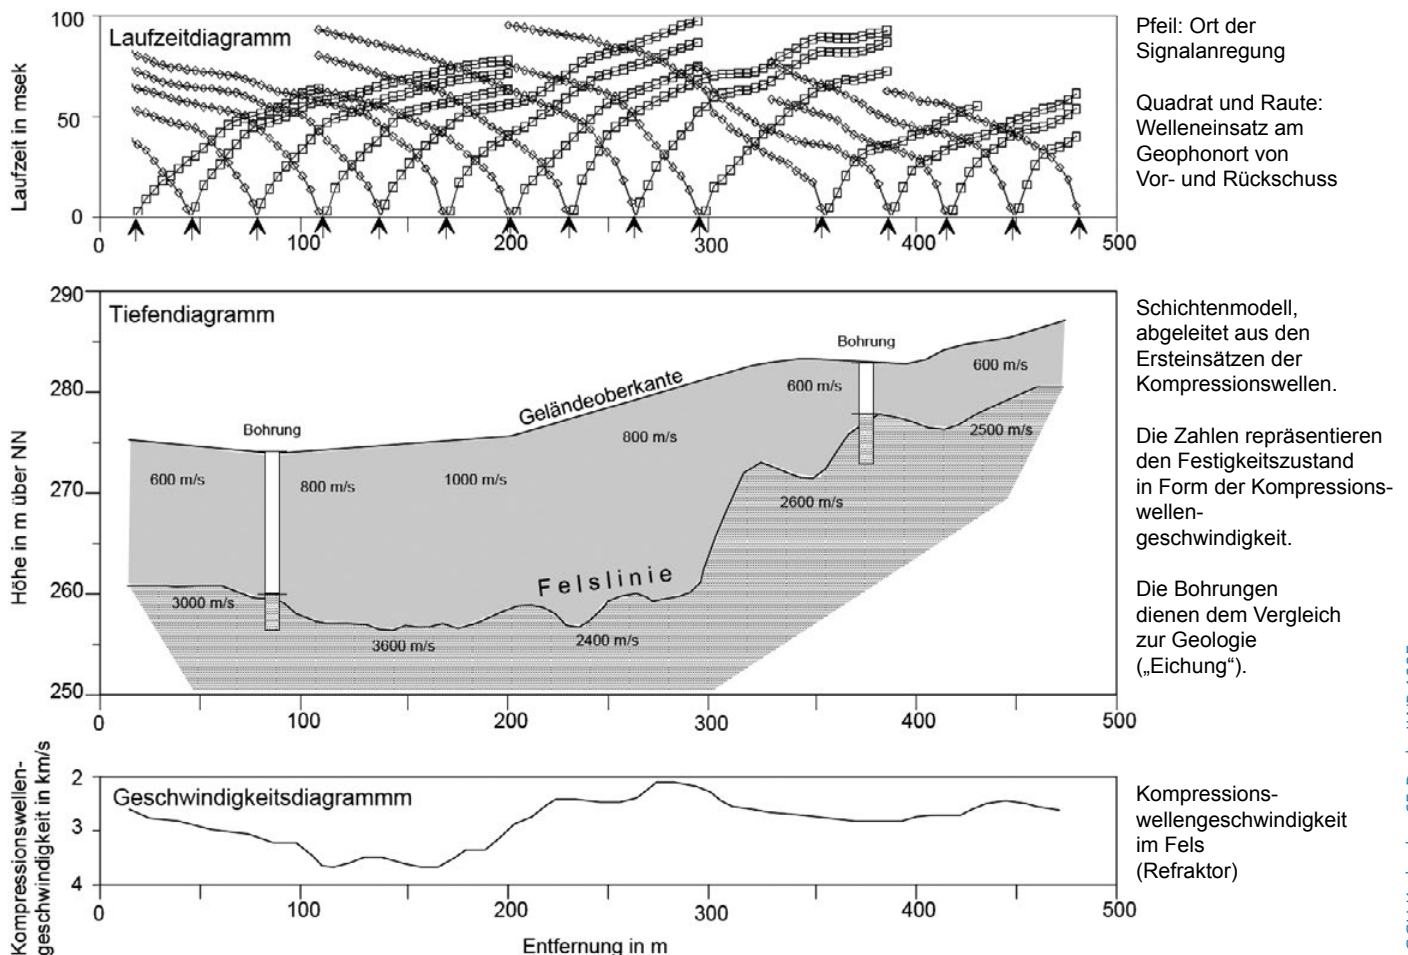 Laufzeitdiagramm
Laufzeit in msek
100
50
0
0
100
200
300
400
500
Pfeil: Ort der
Signalanregung
Quadrat und Raute:
Welleneinsatz am
Geophonort von
Vor- und Rückschuss
Tiefendiagramm
Höhe in m über NN
290
280
270
260
250
Bohrung
Bohrung
Geländeoberkante
600 m/s
800 m/s
1000 m/s
800 m/s
600 m/s
600 m/s
Felslinie
3000 m/s
3600 m/s
2400 m/s
2600 m/s
2500 m/s
0
100
200
300
400
500
Schichtenmodell,
abgeleitet aus den
Ersteinsätzen der
Kompressionswellen.
Die Zahlen repräsentieren
den Festigkeitszustand
in Form der Kompressions-
wellen-
geschwindigkeit.
Die Bohrungen
dienen dem Vergleich
zur Geologie
(„Eichung“).
Geschwindigkeitsdiagrammm
Kompressionswellen-
geschwindigkeit in km/s
2
3
4
0
100
200
300
400
500
Entfernung in m
Kompressions-
wellengeschwindigkeit
im Fels
(Refraktor)